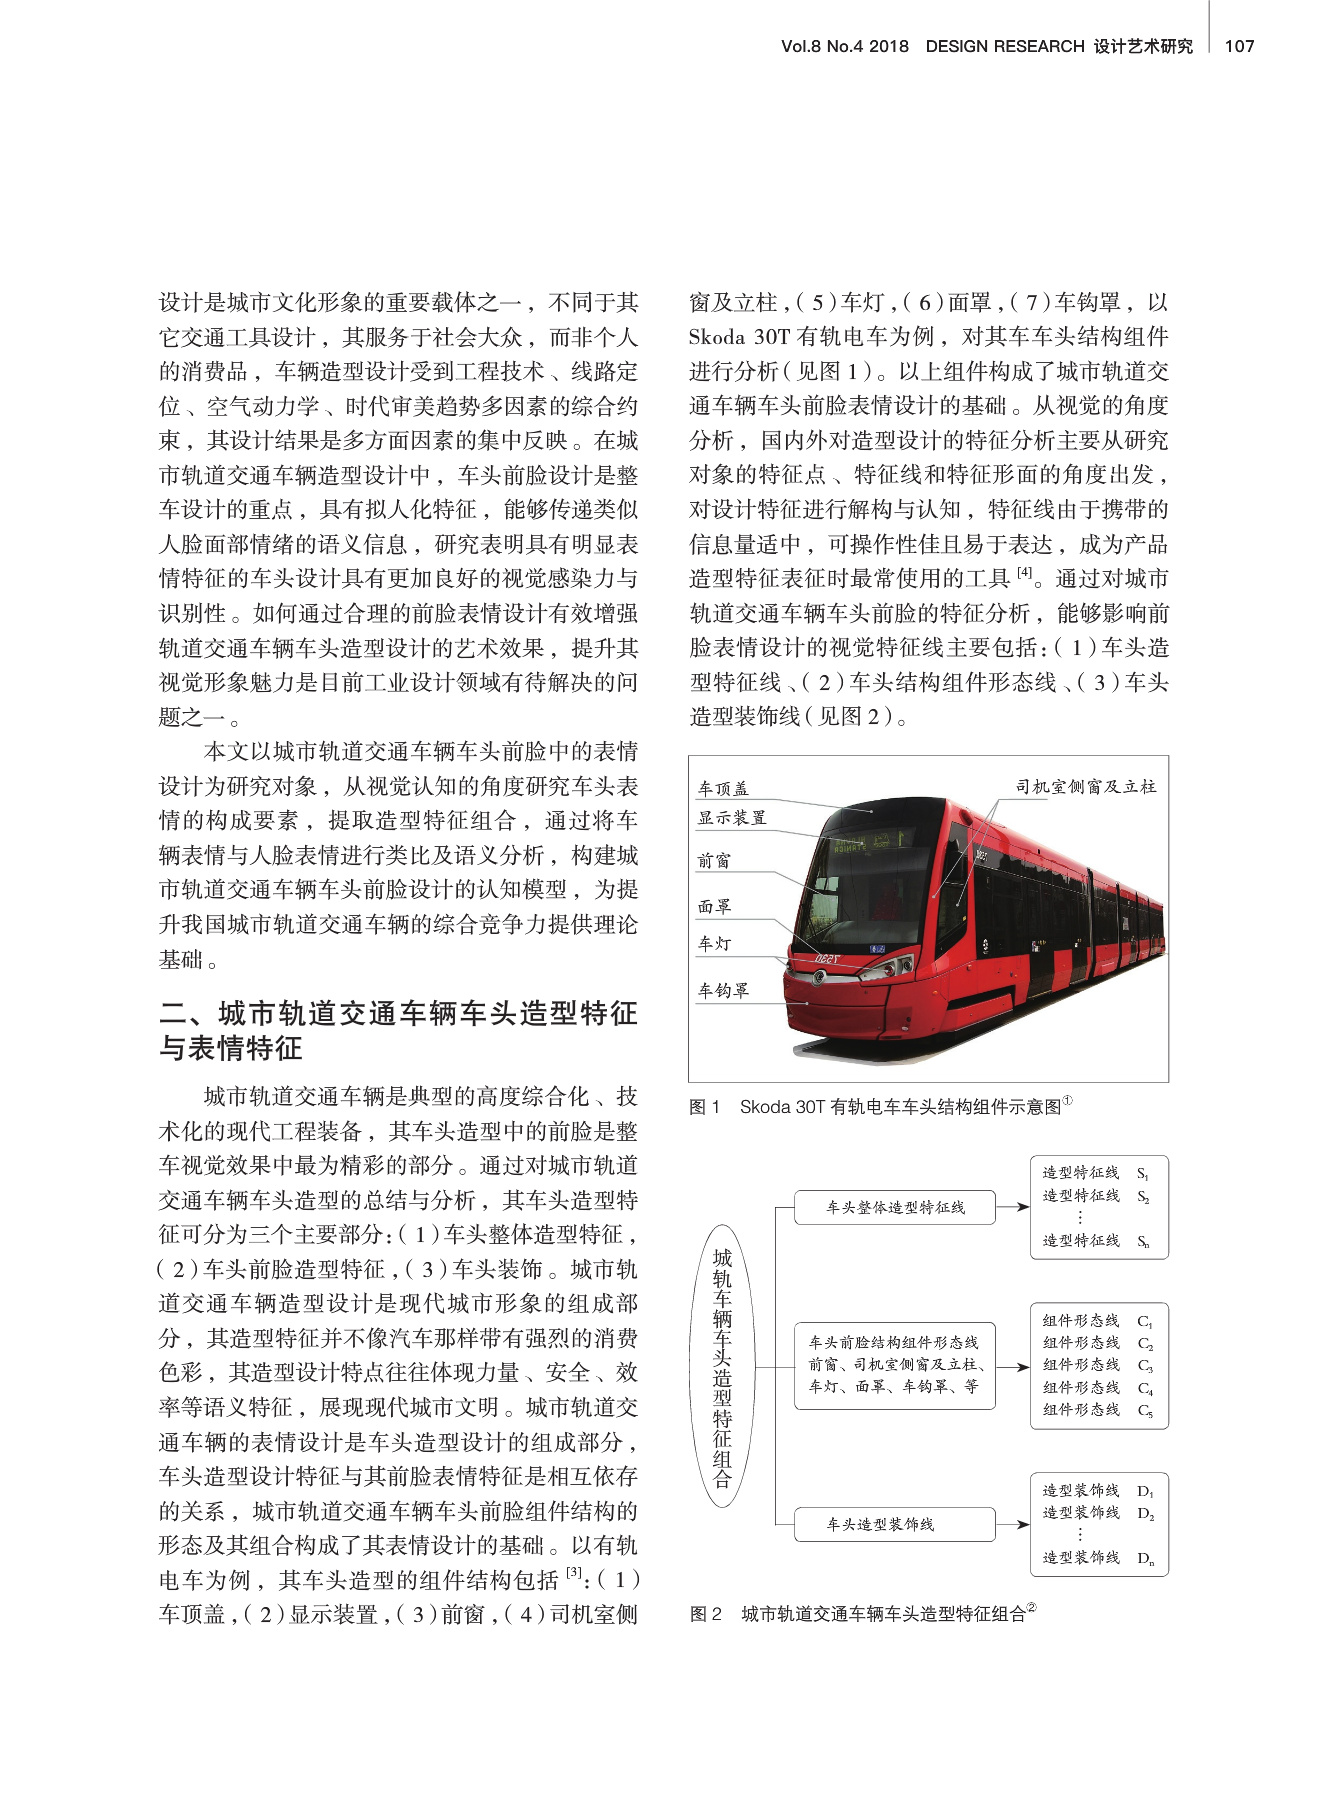 Vol.8 No.4 2018 DESIGN RESEARCH 设计艺术研究 107
设计是城市文化形象的重要载体之一，不同于其
它交通工具设计，其服务于社会大众，而非个人
的消费品，车辆造型设计受到工程技术、线路定
位、空气动力学、时代审美趋势多因素的综合约
束，其设计结果是多方面因素的集中反映。在城
市轨道交通车辆造型设计中，车头前脸设计是整
车设计的重点，具有拟人化特征，能够传递类似
人脸面部情绪的语义信息，研究表明具有明显表
情特征的车头设计具有更加良好的视觉感染力与
识别性。如何通过合理的前脸表情设计有效增强
轨道交通车辆车头造型设计的艺术效果，提升其
视觉形象魅力是目前工业设计领域有待解决的问
题之一。
本文以城市轨道交通车辆车头前脸中的表情
设计为研究对象，从视觉认知的角度研究车头表
情的构成要素，提取造型特征组合，通过将车
辆表情与人脸表情进行类比及语义分析，构建城
市轨道交通车辆车头前脸设计的认知模型，为提
升我国城市轨道交通车辆的综合竞争力提供理论
基础。
二、城市轨道交通车辆车头造型特征
与表情特征
城市轨道交通车辆是典型的高度综合化、技
术化的现代工程装备，其车头造型中的前脸是整
车视觉效果中最为精彩的部分。通过对城市轨道
交通车辆车头造型的总结与分析，其车头造型特
征可分为三个主要部分：（1）车头整体造型特征，
（2）车头前脸造型特征，（3）车头装饰。城市轨
道交通车辆造型设计是现代城市形象的组成部
分，其造型特征并不像汽车那样带有强烈的消费
色彩，其造型设计特点往往体现力量、安全、效
率等语义特征，展现现代城市文明。城市轨道交
通车辆的表情设计是车头造型设计的组成部分，
车头造型设计特征与其前脸表情特征是相互依存
的关系，城市轨道交通车辆车头前脸组件结构的
形态及其组合构成了其表情设计的基础。以有轨
电车为例，其车头造型的组件结构包括[3]：（1）
车顶盖，（2）显示装置，（3）前窗，（4）司机室侧
窗及立柱，（5）车灯，（6）面罩，（7）车钩罩，以
Skoda 30T 有轨电车为例，对其车车头结构组件
进行分析（见图1）。以上组件构成了城市轨道交
通车辆车头前脸表情设计的基础。从视觉的角度
分析，国内外对造型设计的特征分析主要从研究
对象的特征点、特征线和特征形面的角度出发，
对设计特征进行解构与认知，特征线由于携带的
信息量适中，可操作性佳且易于表达，成为产品
造型特征表征时最常使用的工具[4]。通过对城市
轨道交通车辆车头前脸的特征分析，能够影响前
脸表情设计的视觉特征线主要包括：（1）车头造
型特征线、（2）车头结构组件形态线、（3）车头
造型装饰线（见图2）。
车顶盖
司机室侧窗及立柱
显示装置
前窗
面罩
车灯
车钩罩
图1 Skoda 30T 有轨电车车头结构组件示意图①
城轨车辆车头造型特征组合
车头整体造型特征线
造型特征线 S₁
造型特征线 S₂
⋮
造型特征线 Sₙ
车头前脸结构组件形态线
前窗、司机室侧窗及立柱、
车灯、面罩、车钩罩、等
组件形态线 C₁
组件形态线 C₂
组件形态线 C₃
组件形态线 C₄
组件形态线 C₅
车头造型装饰线
造型装饰线 D₁
造型装饰线 D₂
⋮
造型装饰线 Dₙ
图2 城市轨道交通车辆车头造型特征组合②